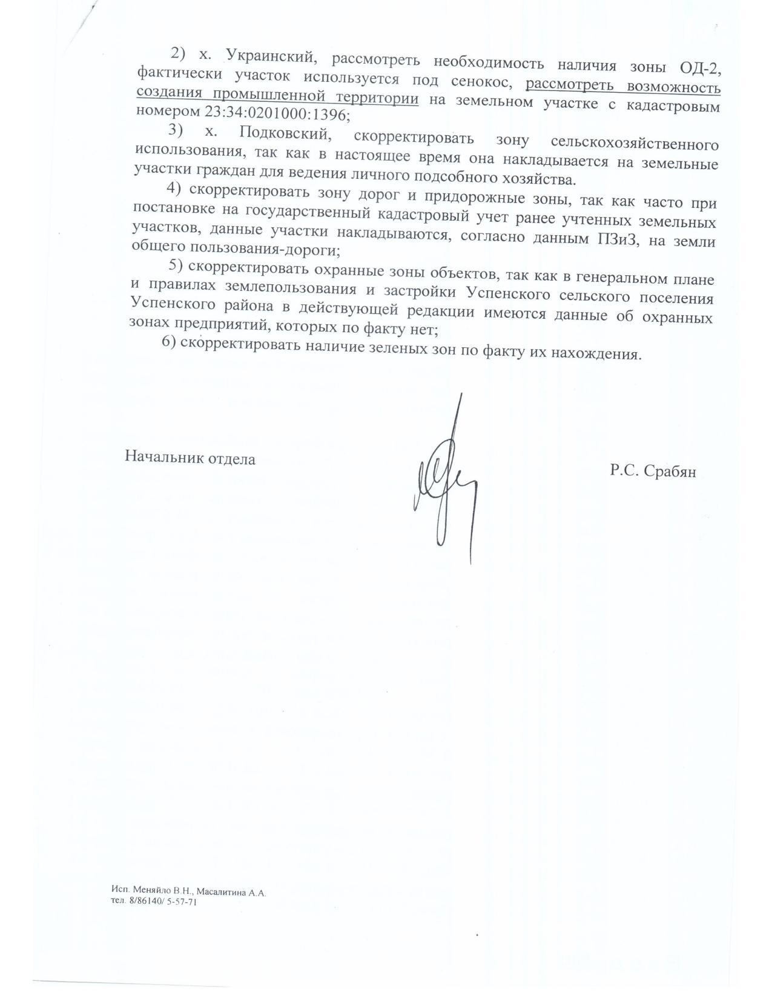 2) х. Украинский, рассмотреть необходимость наличия зоны ОД-2,
фактически участок используется под сенокос, рассмотреть возможность
создания промышленной территории на земельном участке с кадастровым
номером 23:34:0201000:1396;
3) х. Подковский, скорректировать зону сельскохозяйственного
использования, так как в настоящее время она накладывается на земельные
участки граждан для ведения личного подсобного хозяйства.
4) скорректировать зону дорог и придорожные зоны, так как часто при
постановке на государственный кадастровый учет ранее учтенных земельных
участков, данные участки накладываются, согласно данным ПЗиЗ, на земли
общего пользования-дороги;
5) скорректировать охранные зоны объектов, так как в генеральном плане
и правилах землепользования и застройки Успенского сельского поселения
Успенского района в действующей редакции имеются данные об охранных
зонах предприятий, которых по факту нет;
6) скорректировать наличие зеленых зон по факту их нахождения.
Начальник отдела
Р.С. Срабян
Исп. Меняйло В.Н., Масалитина А.А.
тел. 8/86140/ 5-57-71